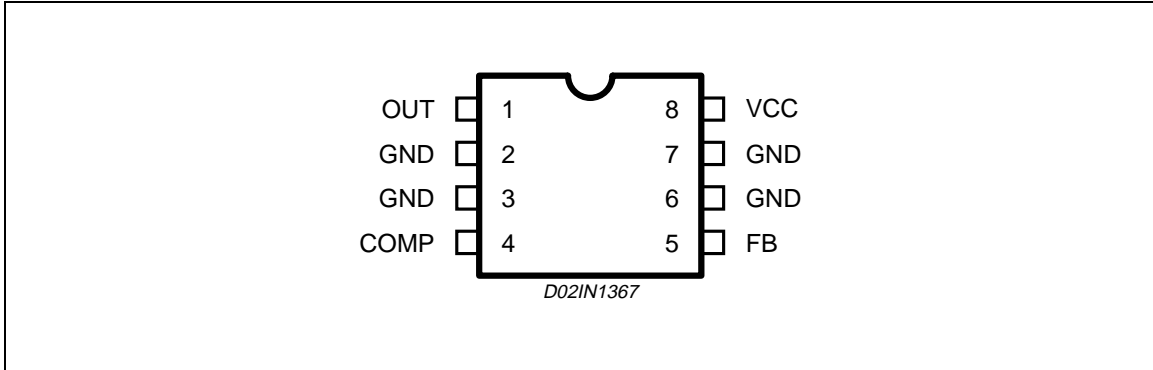 OUT 1 8 VCC
GND 2 7 GND
GND 3 6 GND
COMP 4 5 FB
D02IN1367